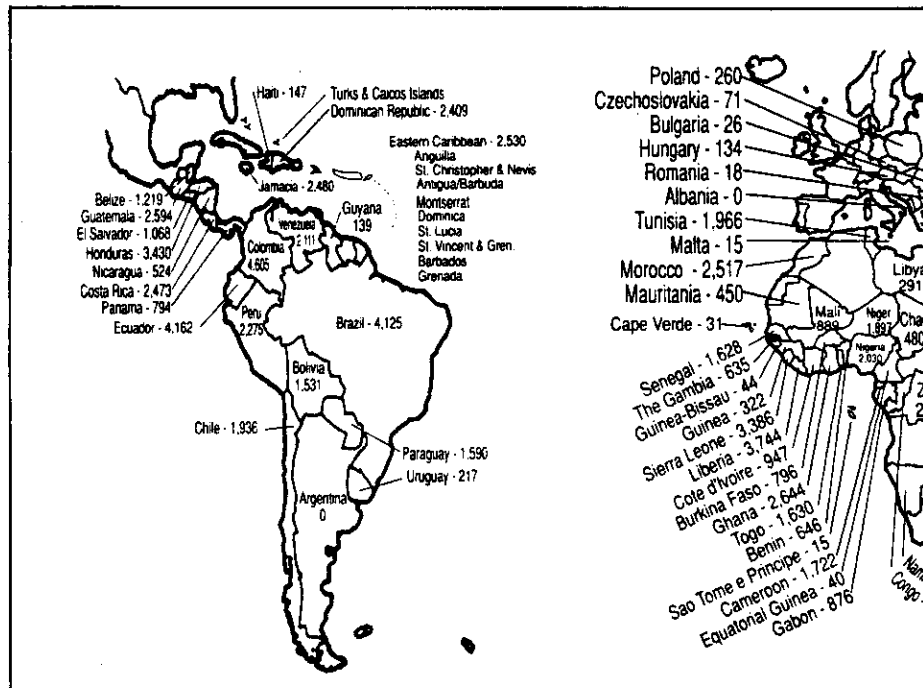 Haiti - 147
Turks & Caicos Islands
Dominican Republic - 2,409
Eastern Caribbean - 2,530
Anguilla
St. Christopher & Nevis
Antigua/Barbuda
Montserrat
Dominica
St. Lucia
St. Vincent & Gren.
Barbados
Grenada
Jamacia - 2,480
Belize - 1,219
Guatemala - 2,594
El Salvador - 1,068
Honduras - 3,430
Nicaragua - 524
Costa Rica - 2,473
Panama - 794
Ecuador - 4,162
Venezuela
2,111
Guyana
139
Colombia
4,605
Peru
2,275
Brazil - 4,125
Bolivia
1,531
Chile - 1,936
Paraguay - 1,590
Uruguay - 217
Argentina
0
Poland - 260
Czechoslovakia - 71
Bulgaria - 26
Hungary - 134
Romania - 18
Albania - 0
Tunisia - 1,966
Malta - 15
Morocco - 2,517
Mauritania - 450
Cape Verde - 31
Libya
291
Mali
889
Niger
1,897
Nigeria
2,030
Cha
480
Senegal - 1,628
The Gambia - 635
Guinea-Bissau - 44
Guinea - 322
Sierra Leone - 3,386
Liberia - 3,744
Cote d'Ivoire - 947
Burkina Faso - 796
Ghana - 2,644
Togo - 1,630
Benin - 646
Sao Tome e Principe - 15
Cameroon - 1,722
Equatorial Guinea - 40
Gabon - 876
Congo -
Nam